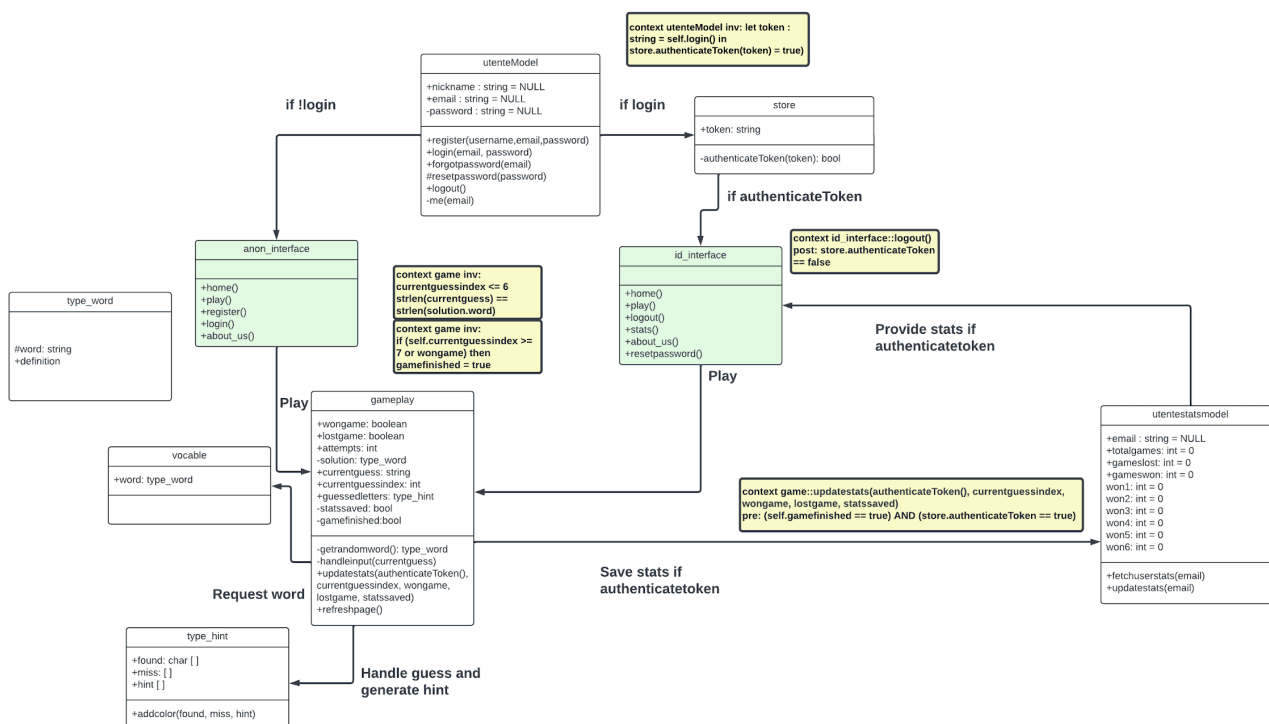 context utenteModel inv: let token :
string = self.login() in
store.authenticateToken(token) = true)
utenteModel
+nickname : string = NULL
+email : string = NULL
-password : string = NULL
+register(username,email,password)
+login(email, password)
+forgotpassword(email)
#resetpassword(password)
+logout()
-me(email)
if !login
if login
store
+token: string
-authenticateToken(token): bool
if authenticateToken
anon_interface
+home()
+play()
+register()
+login()
+about_us()
context id_interface::logout()
post: store.authenticateToken
== false
id_interface
+home()
+play()
+logout()
+stats()
+about_us()
+resetpassword()
context game inv:
currentguessindex <= 6
strlen(currentguess) ==
strlen(solution.word)
context game inv:
if (self.currentguessindex >=
7 or wongame) then
gamefinished = true
type_word
#word: string
+definition
Provide stats if
authenticatetoken
Play
Play
gameplay
+wongame: boolean
+lostgame: boolean
+attempts: int
-solution: type_word
+currentguess: string
+currentguessindex: int
+guessedletters: type_hint
-statssaved: bool
-gamefinished:bool
-getrandomword(): type_word
-handleinput(currentguess)
+updatestats(authenticateToken(),
currentguessindex, wongame,
lostgame, statssaved)
+refreshpage()
utentestatsmodel
+email : string = NULL
+totalgames: int = 0
+gameslost: int = 0
+gameswon: int = 0
won1: int = 0
won2: int = 0
won3: int = 0
won4: int = 0
won5: int = 0
won6: int = 0
+fetchuserstats(email)
+updatestats(email)
vocable
+word: type_word
context game::updatestats(authenticateToken(), currentguessindex,
wongame, lostgame, statssaved)
pre: (self.gamefinished == true) AND (store.authenticateToken == true)
Save stats if
authenticatetoken
Request word
type_hint
+found: char [ ]
+miss: [ ]
+hint [ ]
+addcolor(found, miss, hint)
Handle guess and
generate hint